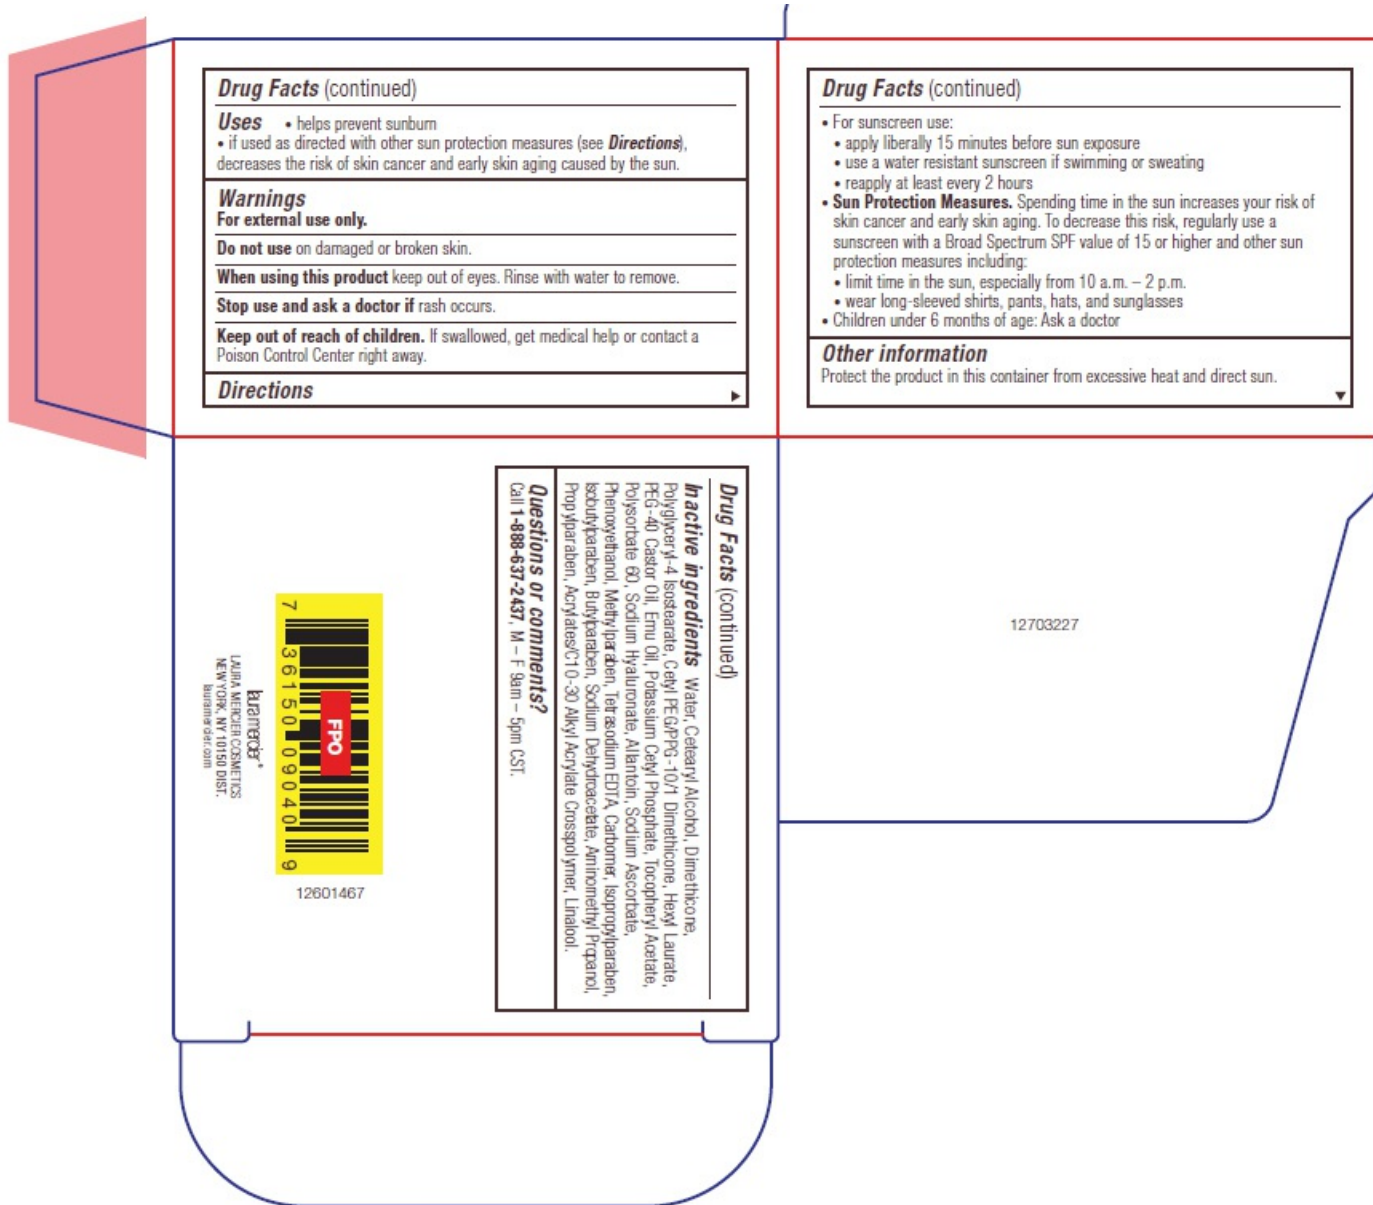 Drug Facts (continued)
Uses • helps prevent sunburn
• if used as directed with other sun protection measures (see Directions),
decreases the risk of skin cancer and early skin aging caused by the sun.
Warnings
For external use only.
Do not use on damaged or broken skin.
When using this product keep out of eyes. Rinse with water to remove.
Stop use and ask a doctor if rash occurs.
Keep out of reach of children. If swallowed, get medical help or contact a
Poison Control Center right away.
Directions
Drug Facts (continued)
• For sunscreen use:
• apply liberally 15 minutes before sun exposure
• use a water resistant sunscreen if swimming or sweating
• reapply at least every 2 hours
• Sun Protection Measures. Spending time in the sun increases your risk of
skin cancer and early skin aging. To decrease this risk, regularly use a
sunscreen with a Broad Spectrum SPF value of 15 or higher and other sun
protection measures including:
• limit time in the sun, especially from 10 a.m. – 2 p.m.
• wear long-sleeved shirts, pants, hats, and sunglasses
• Children under 6 months of age: Ask a doctor
Other information
Protect the product in this container from excessive heat and direct sun.
Drug Facts (continued)
Inactive ingredients Water, Cetearyl Alcohol, Dimethicone,
Polyglyceryl-4 Isostearate, Cetyl PEG/PPG-10/1 Dimethicone, Hexyl Laurate,
PEG-40 Castor Oil, Emu Oil, Potassium Cetyl Phosphate, Tocopheryl Acetate,
Polysorbate 60, Sodium Hyaluronate, Allantoin, Sodium Ascorbate,
Phenoxyethanol, Methylparaben, Tetrasodium EDTA, Carbomer, Isopropylparaben,
Isobutylparaben, Butylparaben, Sodium Dehydroacetate, Aminomethyl Propanol,
Propylparaben, Acrylates/C10-30 Alkyl Acrylate Crosspolymer, Linalool.
Questions or comments?
Call 1-888-637-2437, M – F 9am – 5pm CST.
7 36150 09040 9
FPO
12601467
laura mercier®
LAURA MERCIER COSMETICS
NEW YORK, NY 10150 DIST.
lauramercier.com
12703227